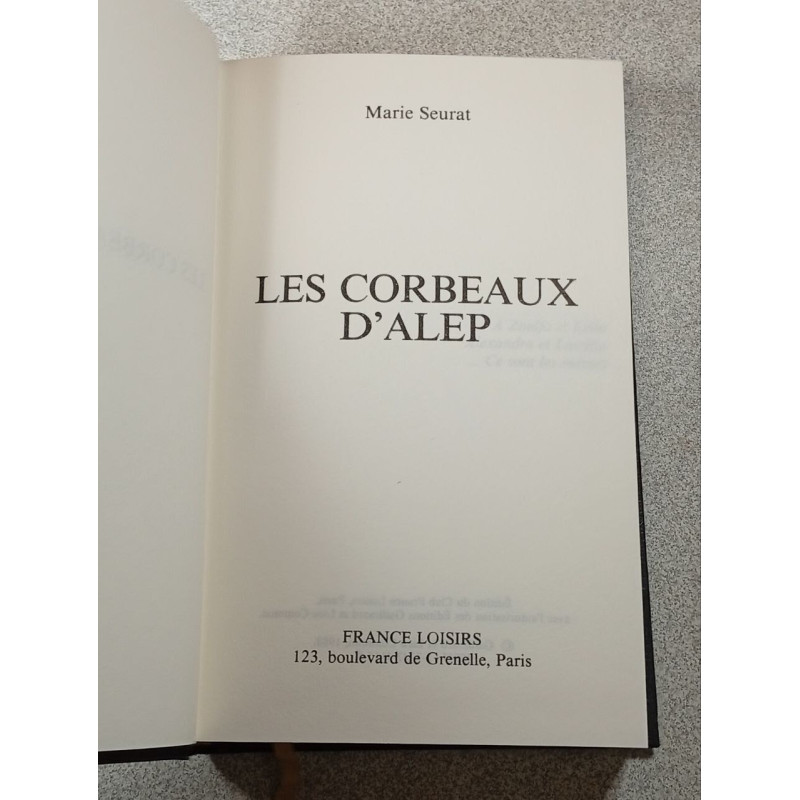 Marie Seurat
LES CORBEAUX
D'ALEP
FRANCE LOISIRS
123, boulevard de Grenelle, Paris